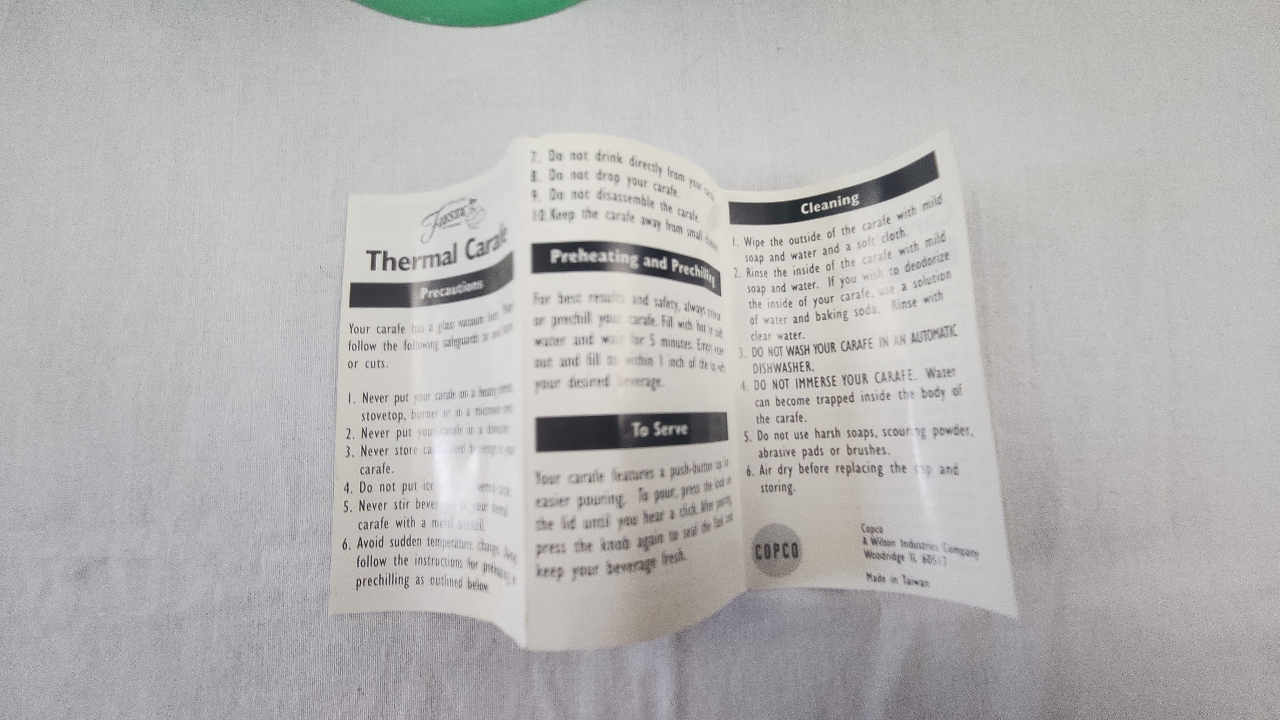 Fiesta
Thermal Carafe
Precautions
Your carafe has a glass vacuum
follow the following safeguards to
or cuts.
1. Never put your carafe on a
stovetop, burner or in a
2. Never put your carafe in a
3. Never store
carafe.
4. Do not put ice
5. Never stir
carafe with a metal
6. Avoid sudden temperature change.
follow the instructions for
prechilling as outlined below
7. Do not drink directly from your
8. Do not drop your carafe.
9. Do not disassemble the carafe.
10. Keep the carafe away from small
Preheating and Prechilling
For best results and safety, always
or prechill your carafe. Fill with hot or
water and wait for 5 minutes. Empty
out and fill to within 1 inch of the
your desired beverage.
To Serve
Your carafe features a push-button
easier pouring. To pour, press the
the lid until you hear a click. After pouring,
press the knob again to seal the
keep your beverage fresh.
Cleaning
1. Wipe the outside of the carafe with mild
soap and water and a soft cloth.
2. Rinse the inside of the carafe with mild
soap and water. If you wish to deodorize
the inside of your carafe, use a solution
of water and baking soda. Rinse with
clear water.
3. DO NOT WASH YOUR CARAFE IN AN AUTOMATIC
DISHWASHER.
4. DO NOT IMMERSE YOUR CARAFE. Water
can become trapped inside the body of
the carafe.
5. Do not use harsh soaps, scouring powder,
abrasive pads or brushes.
6. Air dry before replacing the cap and
storing.
COPCO
Copco
A Wilton Industries Company
Woodridge IL 60517
Made in Taiwan